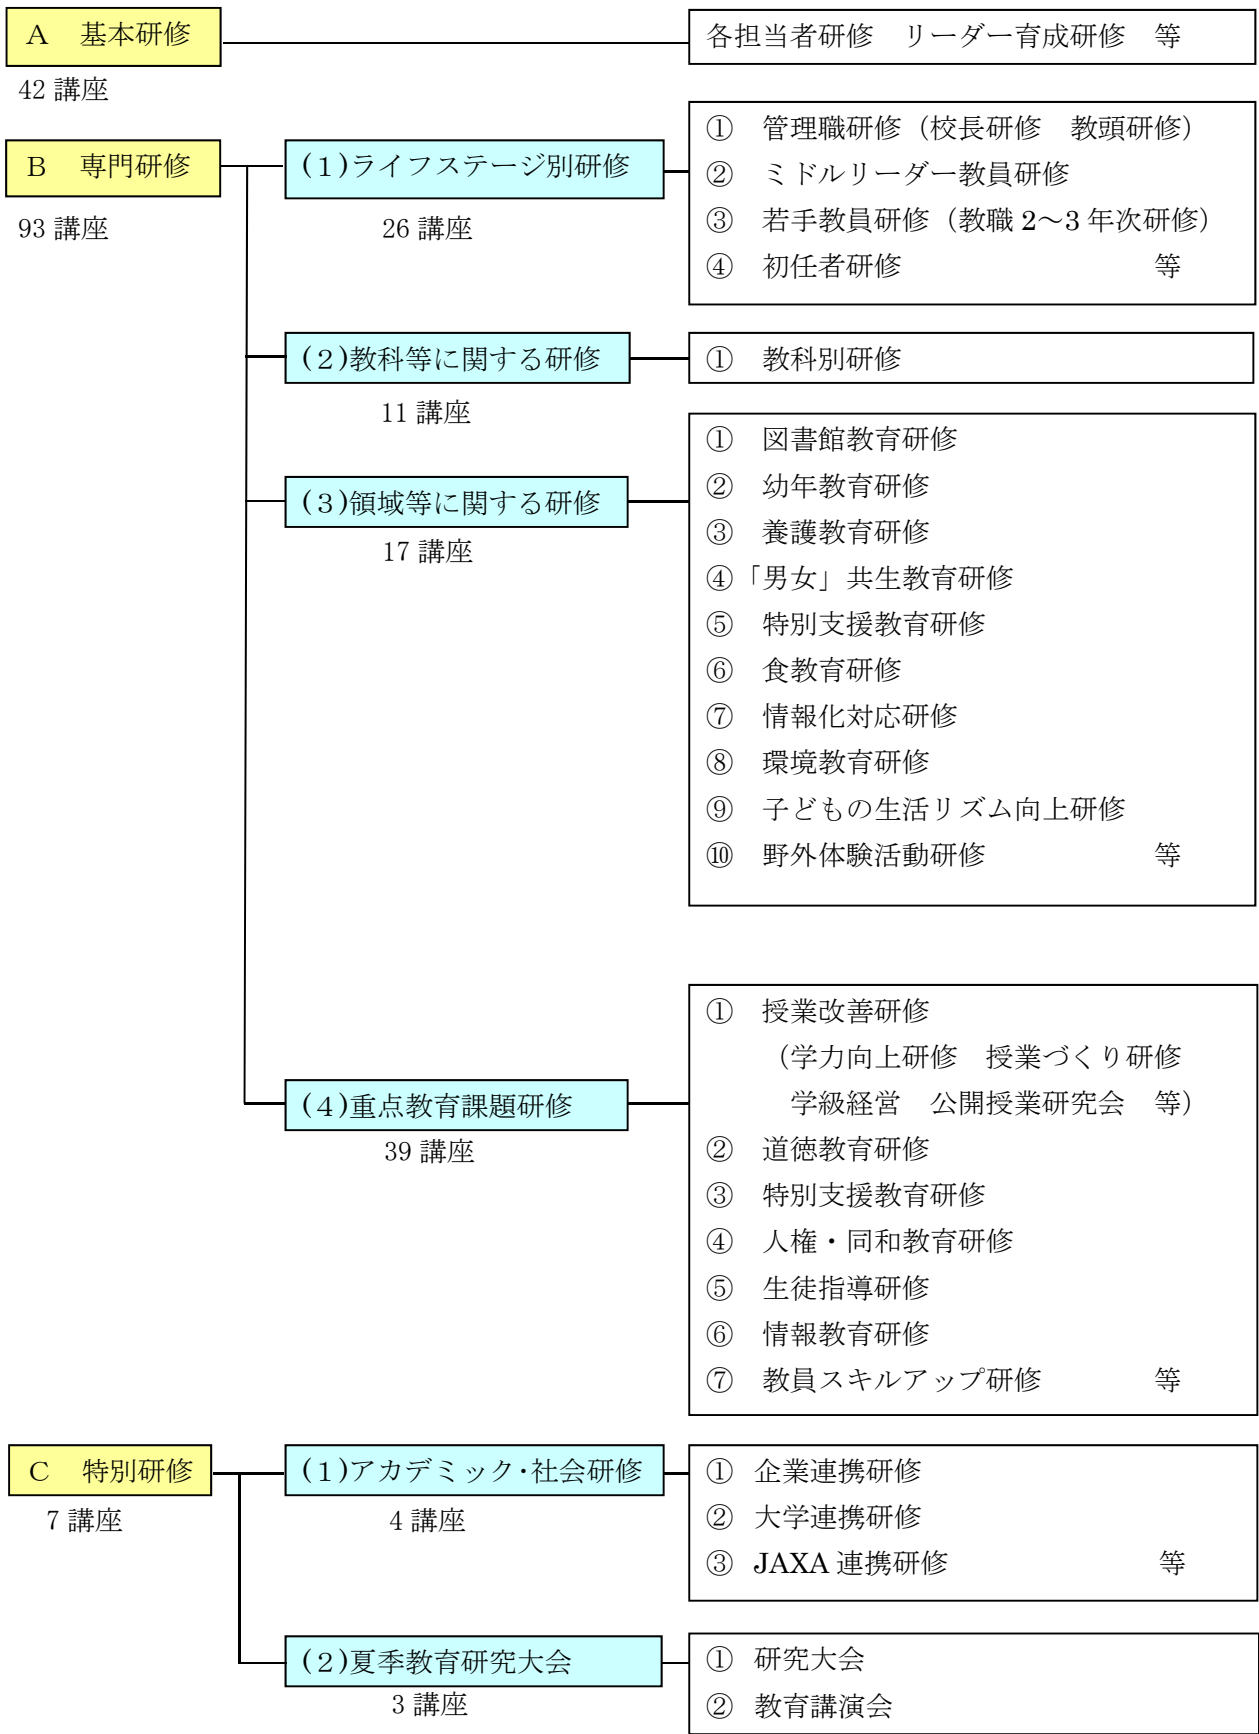 A　基本研修
各担当者研修　リーダー育成研修　等
42 講座
B　専門研修
93 講座
(１)ライフステージ別研修
26 講座
①　管理職研修（校長研修　教頭研修）
②　ミドルリーダー教員研修
③　若手教員研修（教職 2～3 年次研修）
④　初任者研修　等
(２)教科等に関する研修
11 講座
①　教科別研修
(３)領域等に関する研修
17 講座
①　図書館教育研修
②　幼年教育研修
③　養護教育研修
④「男女」共生教育研修
⑤　特別支援教育研修
⑥　食教育研修
⑦　情報化対応研修
⑧　環境教育研修
⑨　子どもの生活リズム向上研修
⑩　野外体験活動研修　等
(４)重点教育課題研修
39 講座
①　授業改善研修
（学力向上研修　授業づくり研修
学級経営　公開授業研究会　等）
②　道徳教育研修
③　特別支援教育研修
④　人権・同和教育研修
⑤　生徒指導研修
⑥　情報教育研修
⑦　教員スキルアップ研修　等
C　特別研修
7 講座
(１)アカデミック・社会研修
4 講座
①　企業連携研修
②　大学連携研修
③　JAXA 連携研修　等
(２)夏季教育研究大会
3 講座
①　研究大会
②　教育講演会